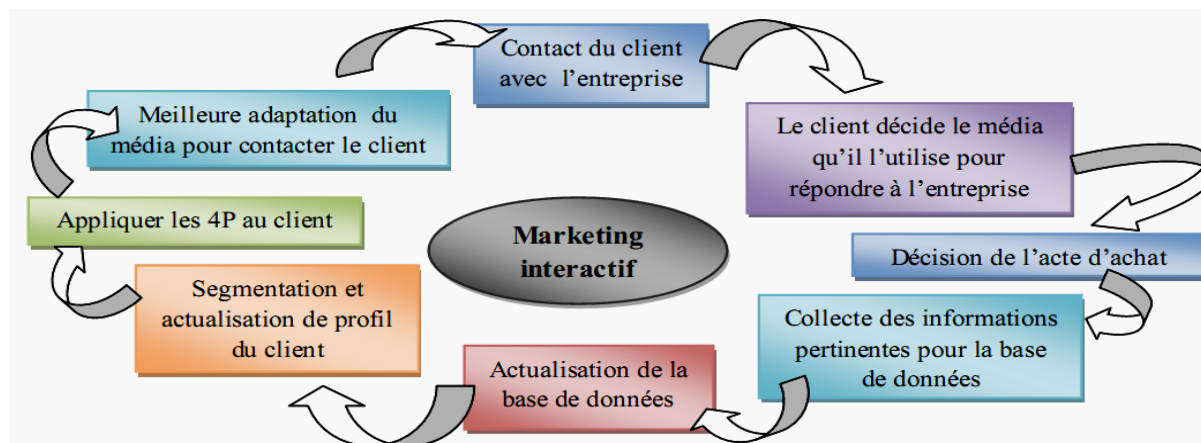 Contact du client
avec l'entreprise
Le client décide le média
qu'il l'utilise pour
répondre à l'entreprise
Décision de l'acte d'achat
Collecte des informations
pertinentes pour la base
de données
Actualisation de la
base de données
Segmentation et
actualisation de profil
du client
Appliquer les 4P au client
Meilleure adaptation du
média pour contacter le client
Marketing
interactif